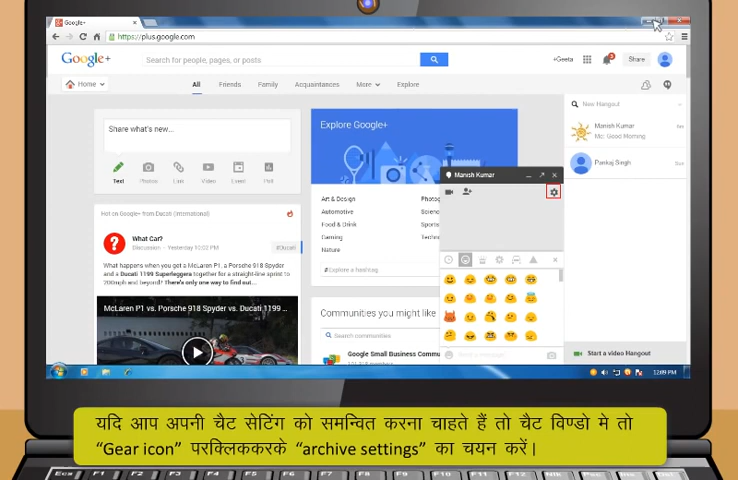 Google+
https://plus.google.com
Google+
Search for people, pages, or posts
+Geeta
Share
Home
All
Friends
Family
Acquaintances
More
Explore
New Hangout
Share what's new...
Explore Google+
Manish Kumar
Me: Good Morning
Pankaj Singh
Manish Kumar
Text
Photos
Link
Video
Event
Poll
Art & Design
Automotive
Food & Drink
Gaming
Nature
Explore a hashtag
Hot on Google+ from Ducati (International)
What Car?
Discussion - Yesterday 10:02 PM
#Ducati
What happens when you get a McLaren P1, a Porsche 918 Spyder
and a Ducati 1199 Superleggera together for a straight-line sprint to
200mph and beyond? There's only one way to find out...
McLaren P1 vs. Porsche 918 Spyder vs. Ducati 1199 ...
Communities you might like
Search communities
Google Small Business Commu
Start a video Hangout
12:09 PM
यदि आप अपनी चैट सेटिंग को समन्वित करना चाहते हैं तो चैट विण्डो मे तो
“Gear icon” परक्लिककरके “archive settings” का चयन करें।